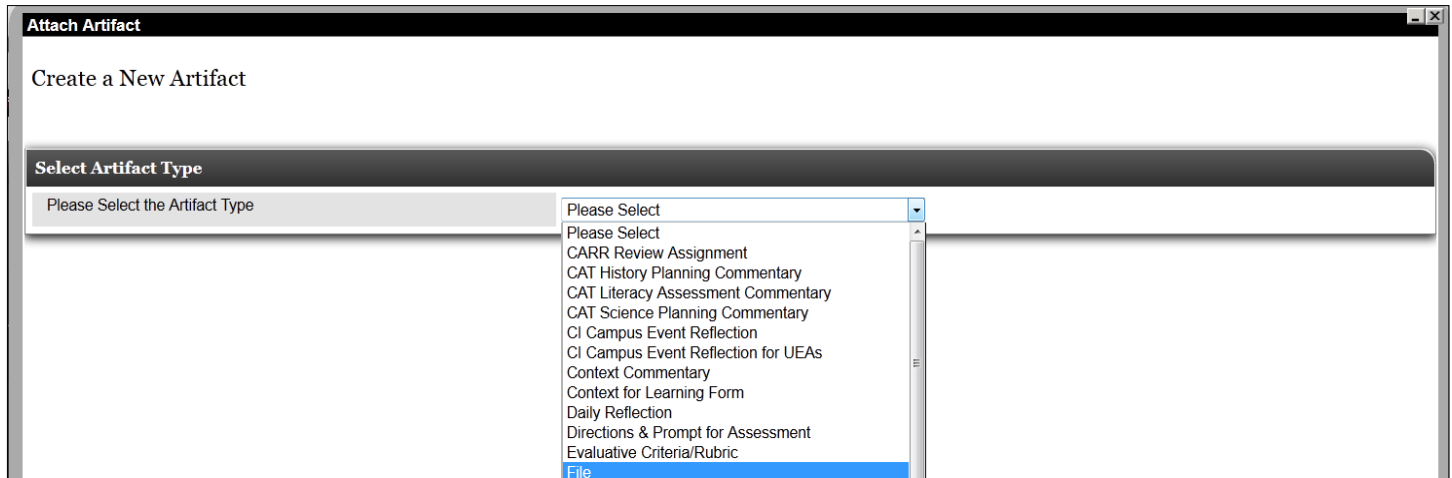 Attach Artifact
Create a New Artifact
Select Artifact Type
Please Select the Artifact Type
Please Select
Please Select
CARR Review Assignment
CAT History Planning Commentary
CAT Literacy Assessment Commentary
CAT Science Planning Commentary
CI Campus Event Reflection
CI Campus Event Reflection for UEAs
Context Commentary
Context for Learning Form
Daily Reflection
Directions & Prompt for Assessment
Evaluative Criteria/Rubric
File